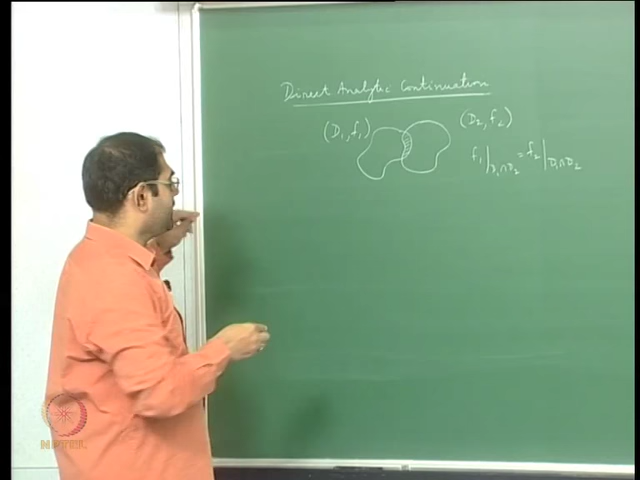 Direct Analytic Continuation
(D₁, f₁) (D₂, f₂)
f₁|D₁∩D₂ = f₂|D₁∩D₂
NPTEL